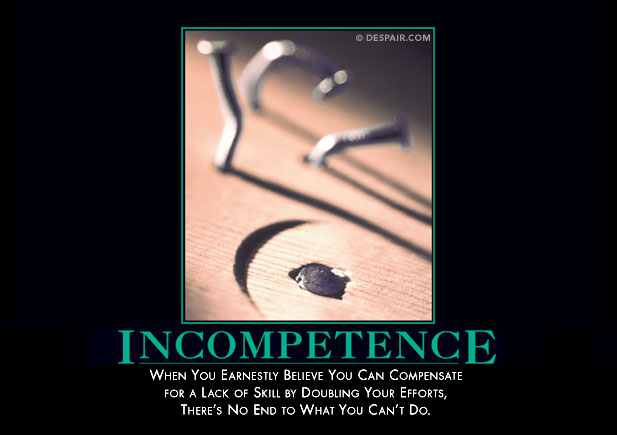 © DESPAIR.COM
INCOMPETENCE
WHEN YOU EARNESTLY BELIEVE YOU CAN COMPENSATE
FOR A LACK OF SKILL BY DOUBLING YOUR EFFORTS,
THERE'S NO END TO WHAT YOU CAN'T DO.